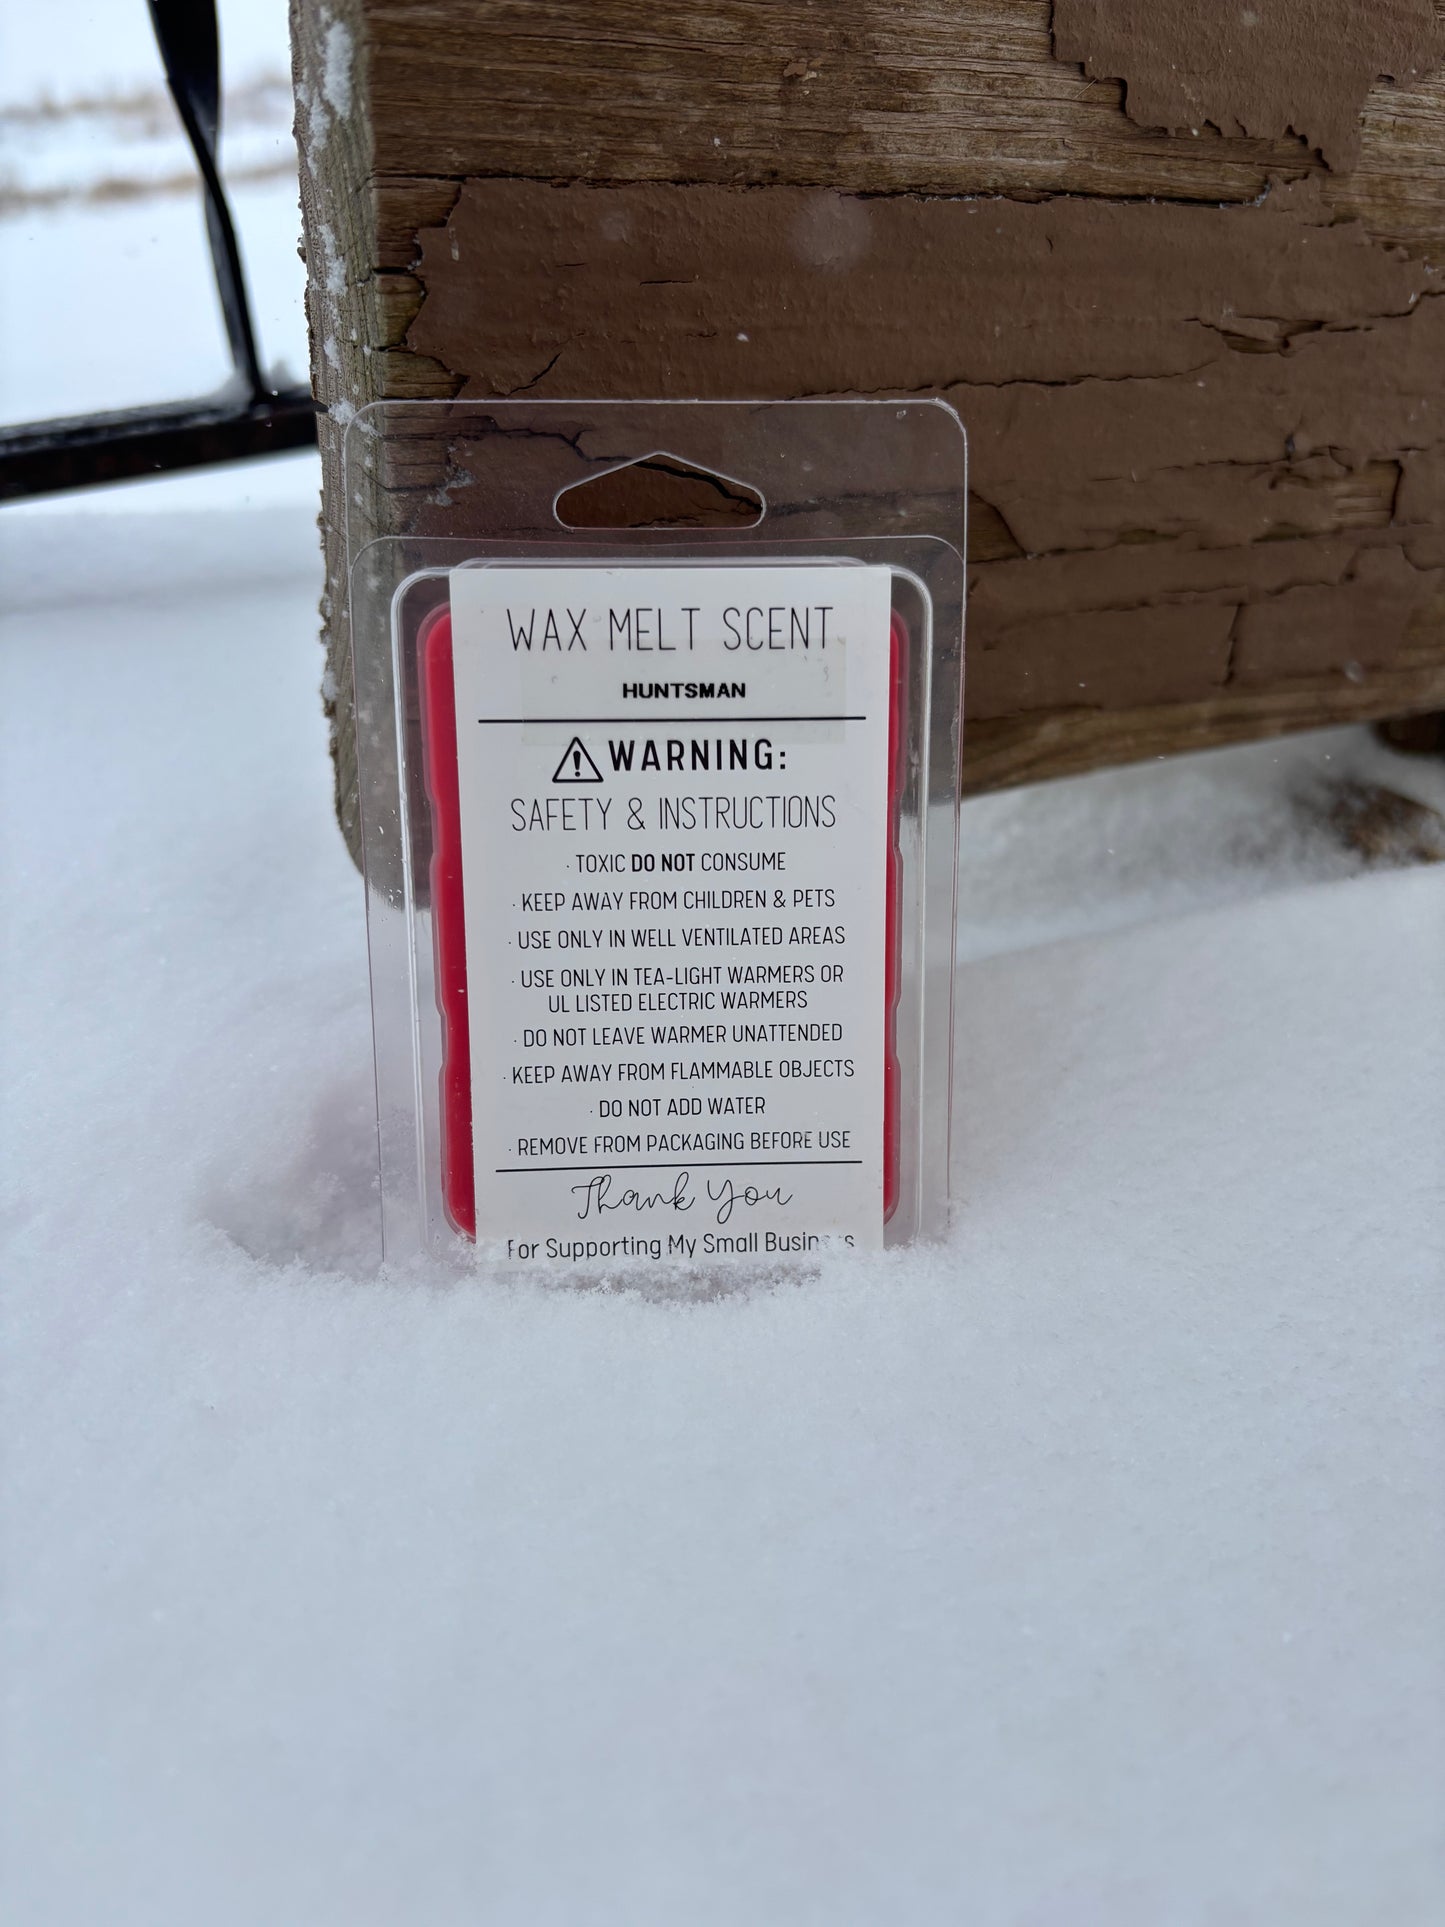 WAX MELT SCENT
HUNTSMAN
⚠ WARNING:
SAFETY & INSTRUCTIONS
· TOXIC DO NOT CONSUME
· KEEP AWAY FROM CHILDREN & PETS
· USE ONLY IN WELL VENTILATED AREAS
· USE ONLY IN TEA-LIGHT WARMERS OR
UL LISTED ELECTRIC WARMERS
· DO NOT LEAVE WARMER UNATTENDED
· KEEP AWAY FROM FLAMMABLE OBJECTS
· DO NOT ADD WATER
· REMOVE FROM PACKAGING BEFORE USE
Thank You
For Supporting My Small Business